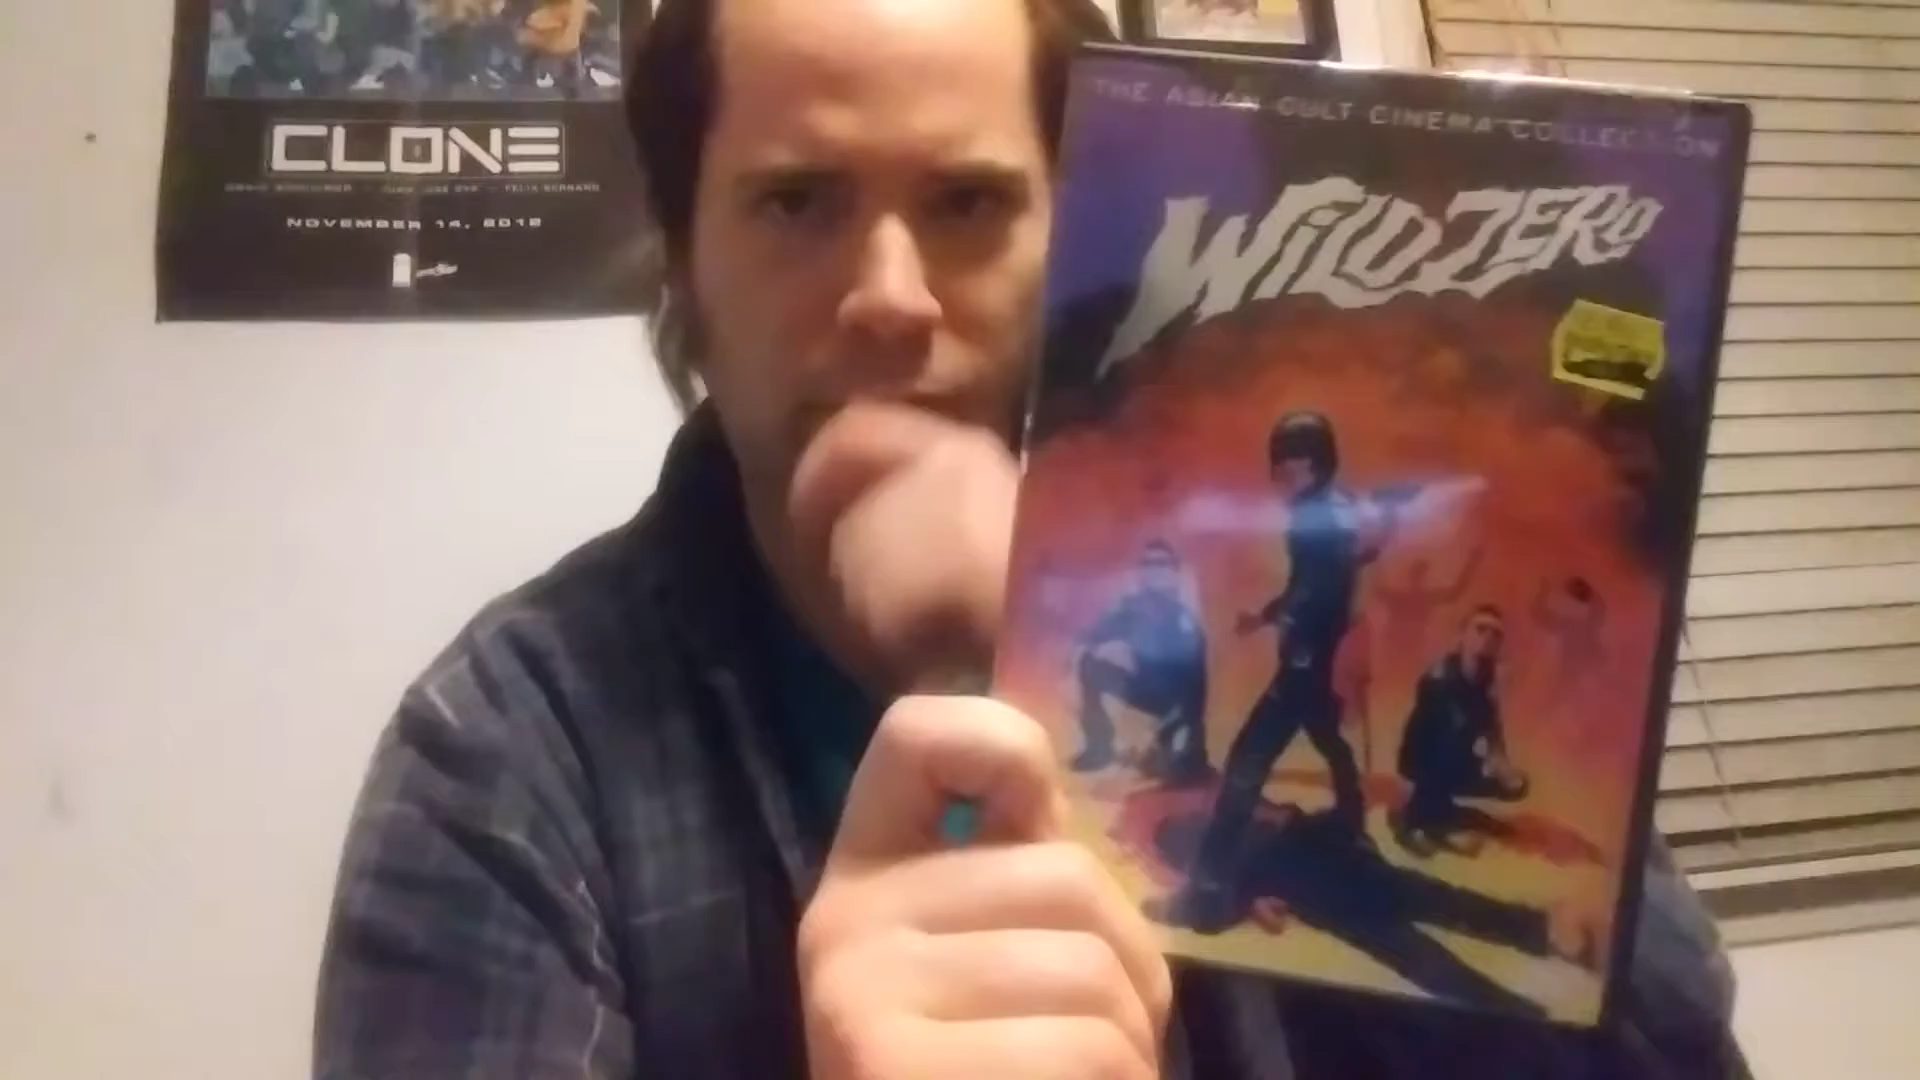 CLONE
NOVEMBER 14, 2012
THE ASIAN CULT CINEMA COLLECTION
WILD ZERO